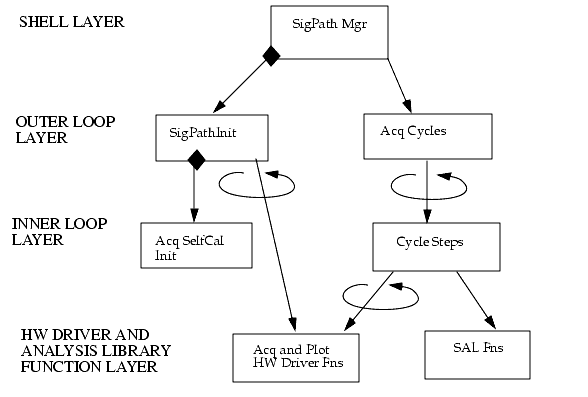 SHELL LAYER
SigPath Mgr
OUTER LOOP
LAYER
SigPathInit
Acq Cycles
INNER LOOP
LAYER
Acq SelfCal
Init
Cycle Steps
HW DRIVER AND
ANALYSIS LIBRARY
FUNCTION LAYER
Acq and Plot
HW Driver Fns
SAL Fns